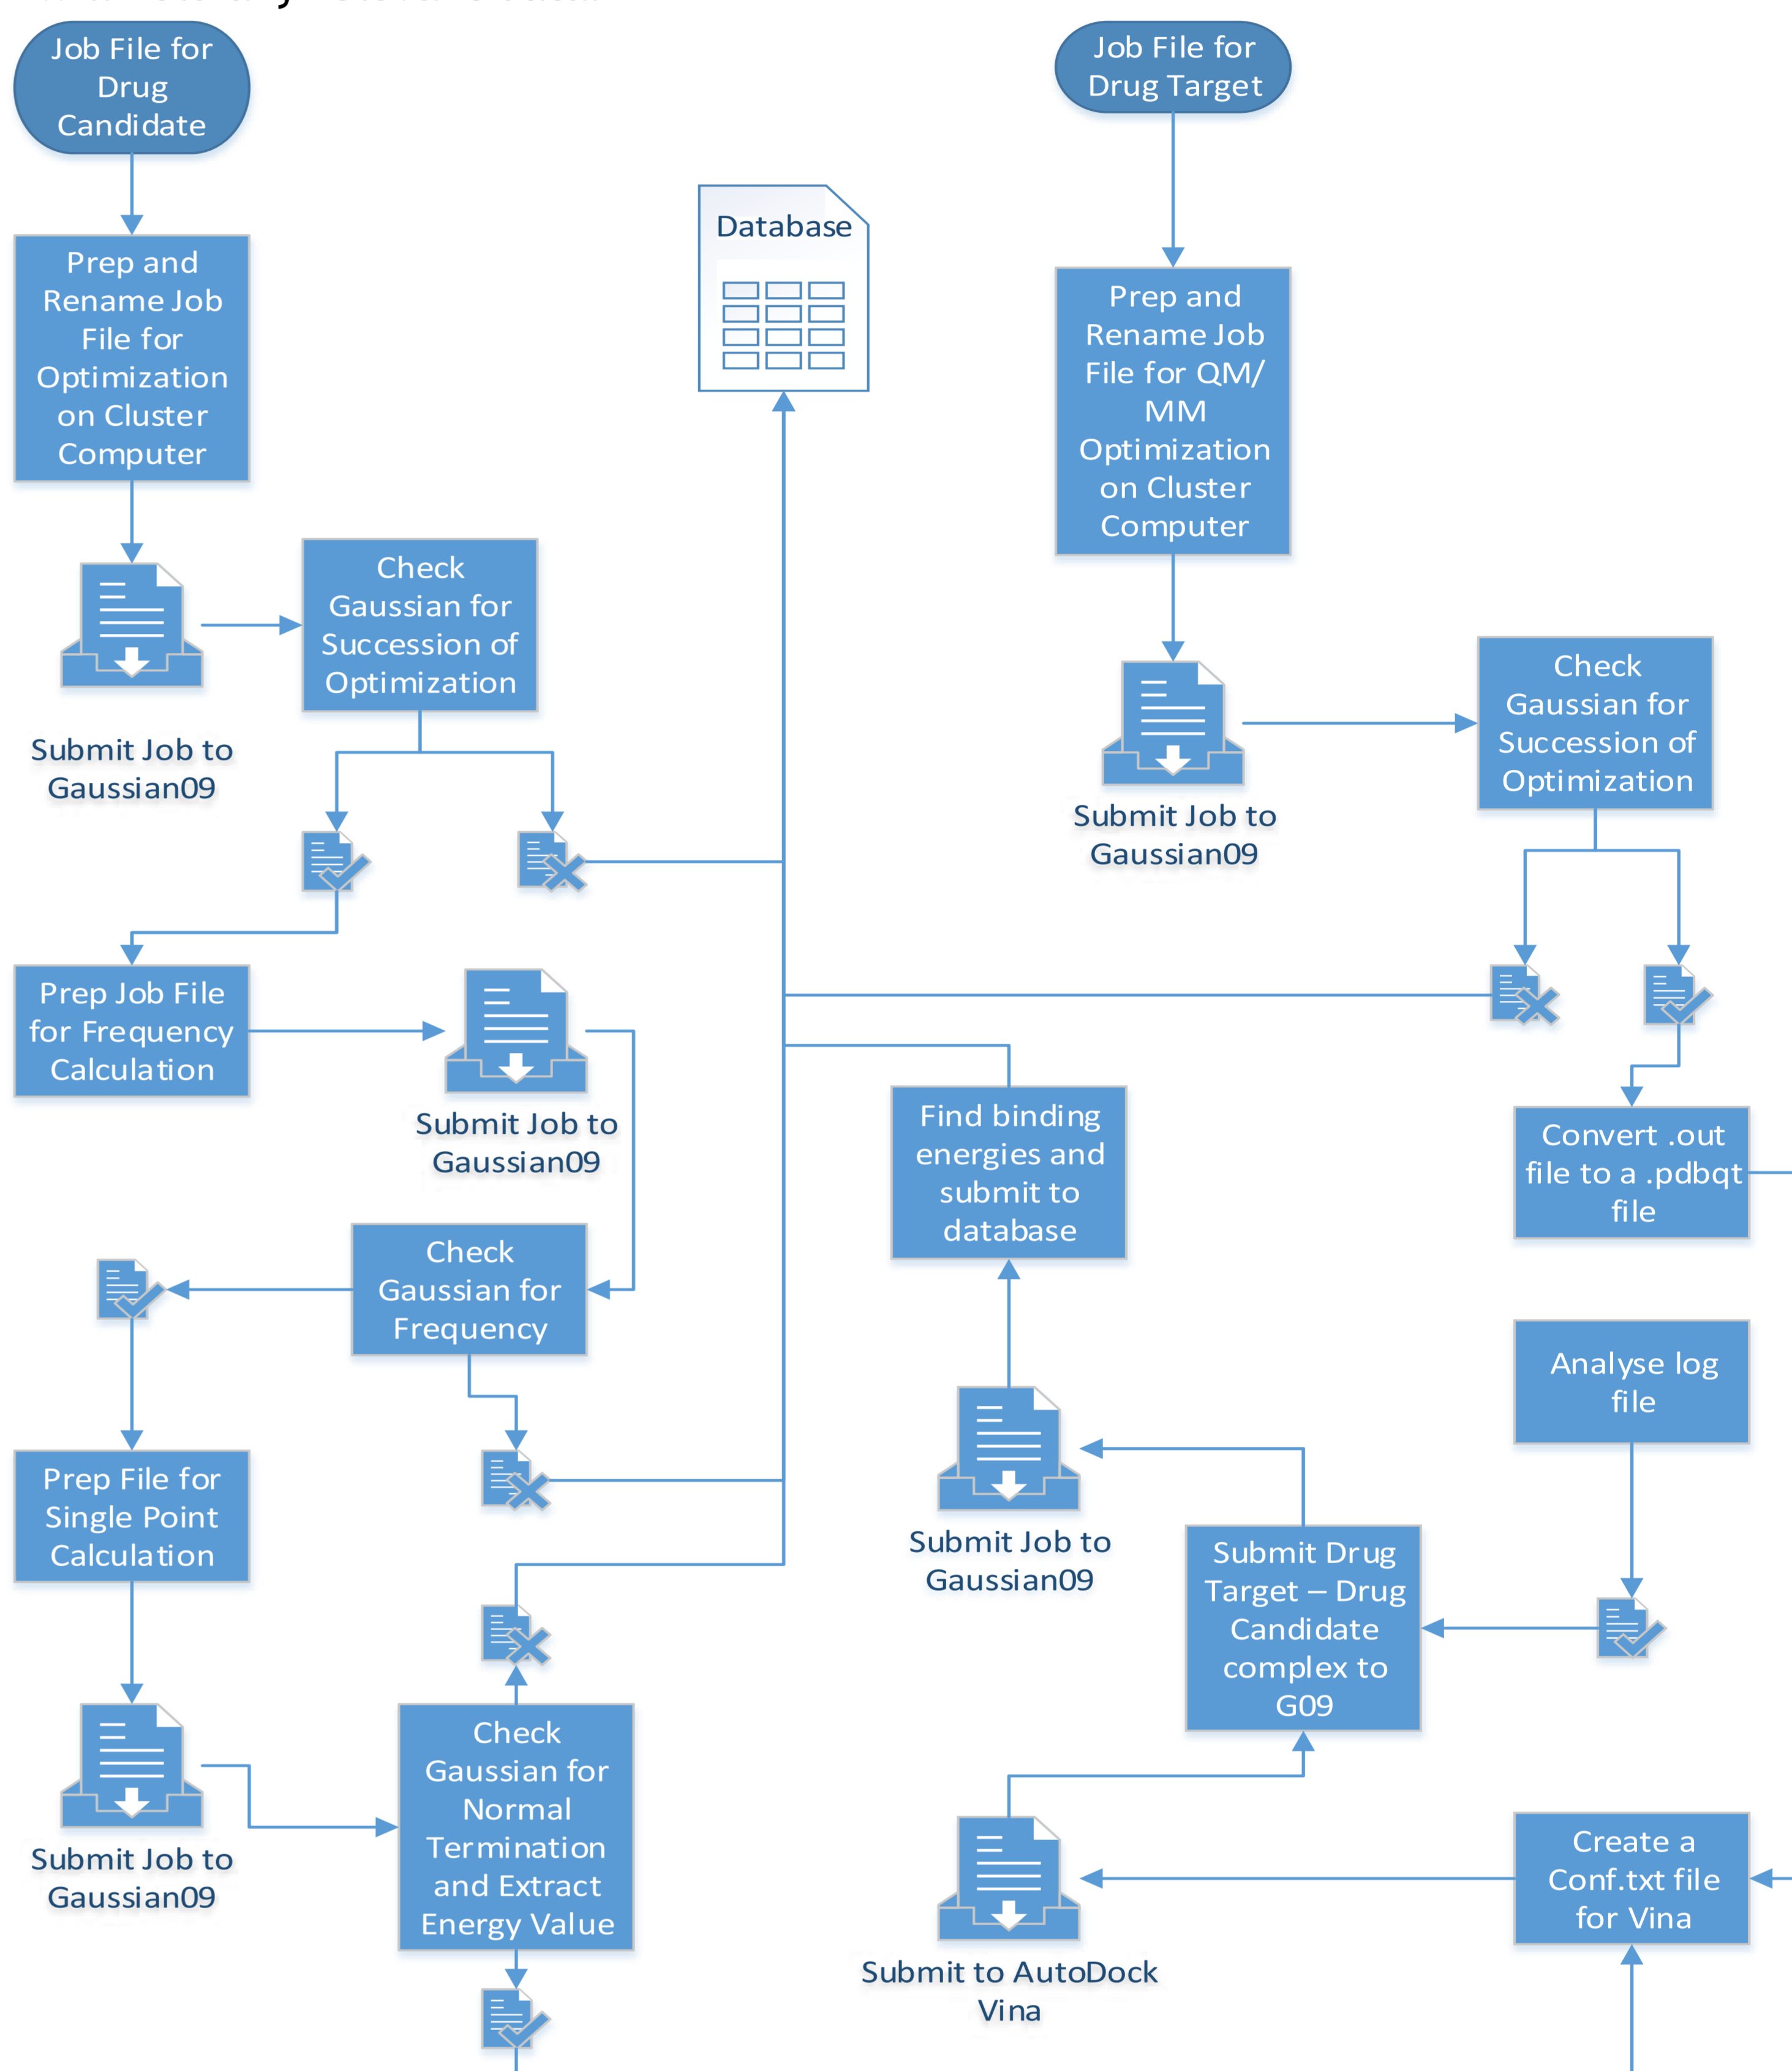 Job File for
Drug
Candidate
Prep and
Rename Job
File for
Optimization
on Cluster
Computer
Submit Job to
Gaussian09
Check
Gaussian for
Succession of
Optimization
Prep Job File
for Frequency
Calculation
Submit Job to
Gaussian09
Check
Gaussian for
Frequency
Prep File for
Single Point
Calculation
Submit Job to
Gaussian09
Check
Gaussian for
Normal
Termination
and Extract
Energy Value
Database
Job File for
Drug Target
Prep and
Rename Job
File for QM/
MM
Optimization
on Cluster
Computer
Submit Job to
Gaussian09
Check
Gaussian for
Succession of
Optimization
Convert .out
file to a .pdbqt
file
Find binding
energies and
submit to
database
Analyse log
file
Submit Job to
Gaussian09
Submit Drug
Target – Drug
Candidate
complex to
G09
Create a
Conf.txt file
for Vina
Submit to AutoDock
Vina